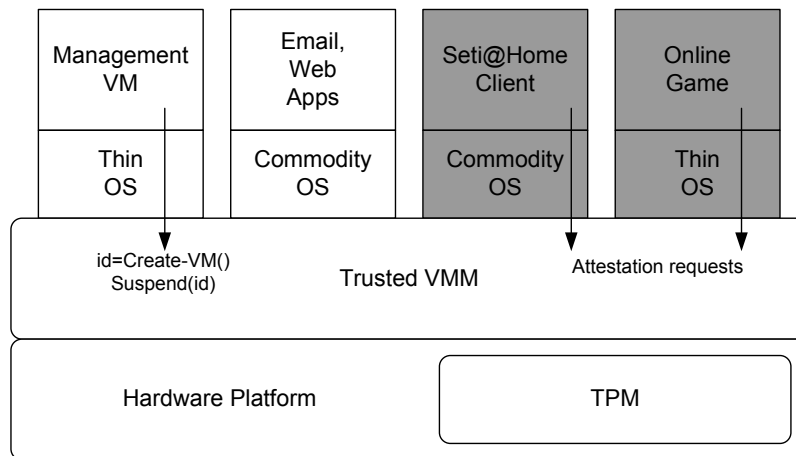 Management
VM
Email,
Web
Apps
Seti@Home
Client
Online
Game
Thin
OS
Commodity
OS
Commodity
OS
Thin
OS
id=Create-VM()
Suspend(id)
Trusted VMM
Attestation requests
Hardware Platform
TPM